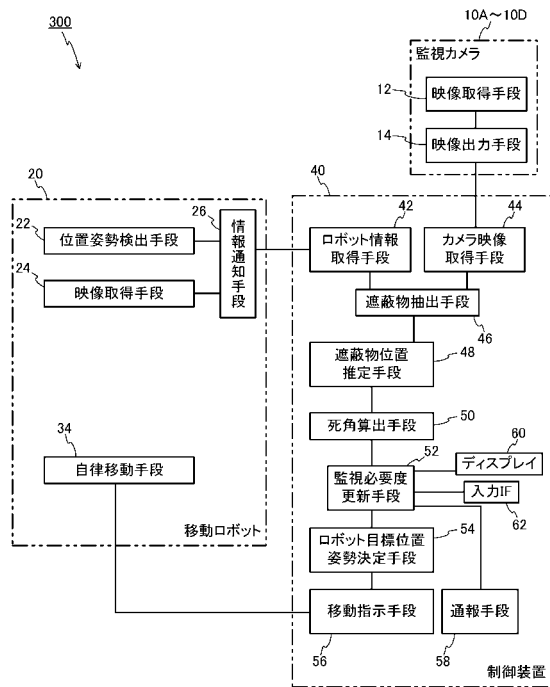 300
10A～10D
監視カメラ
12
映像取得手段
14
映像出力手段
20
22
位置姿勢検出手段
24
映像取得手段
26
情報通知手段
34
自律移動手段
移動ロボット
40
42
ロボット情報
取得手段
44
カメラ映像
取得手段
遮蔽物抽出手段
46
遮蔽物位置
推定手段
48
死角算出手段
50
監視必要度
更新手段
52
60
ディスプレイ
入力IF
62
ロボット目標位置
姿勢決定手段
54
移動指示手段
56
通報手段
58
制御装置